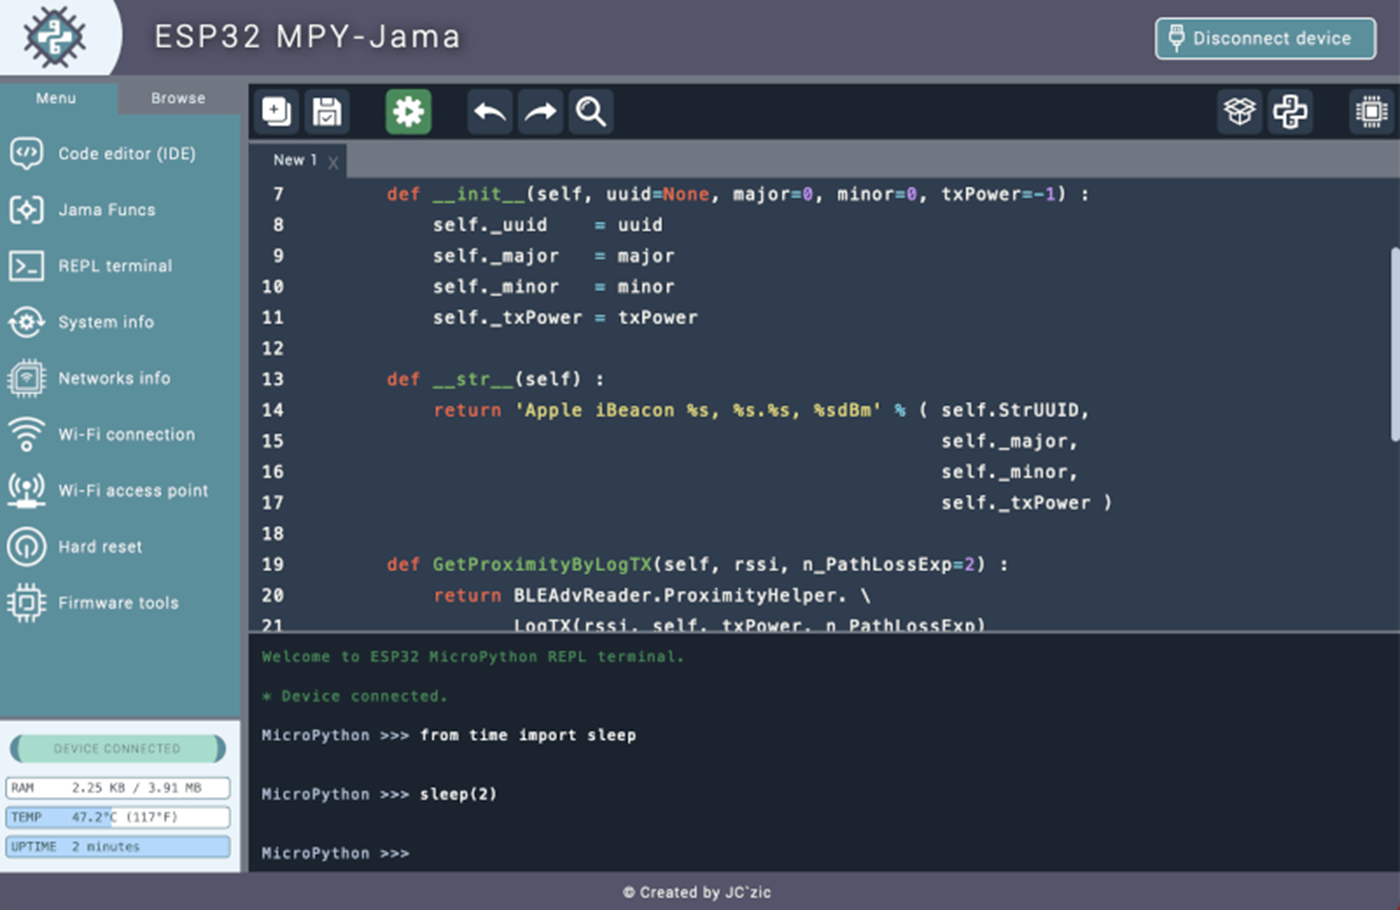 ESP32 MPY-Jama
Disconnect device
Menu
Browse
Code editor (IDE)
Jama Funcs
REPL terminal
System info
Networks info
Wi-Fi connection
Wi-Fi access point
Hard reset
Firmware tools
DEVICE CONNECTED
RAM 2.25 KB / 3.91 MB
TEMP 47.2°C (117°F)
UPTIME 2 minutes
New 1 x
7 def __init__(self, uuid=None, major=0, minor=0, txPower=-1) :
8 self._uuid = uuid
9 self._major = major
10 self._minor = minor
11 self._txPower = txPower
12
13 def __str__(self) :
14 return 'Apple iBeacon %s, %s.%s, %sdBm' % ( self.StrUUID,
15 self._major,
16 self._minor,
17 self._txPower )
18
19 def GetProximityByLogTX(self, rssi, n_PathLossExp=2) :
20 return BLEAdvReader.ProximityHelper. \
21 LogTX(rssi, self._txPower, n_PathLossExp)
Welcome to ESP32 MicroPython REPL terminal.
* Device connected.
MicroPython >>> from time import sleep
MicroPython >>> sleep(2)
MicroPython >>>
© Created by JC`zic